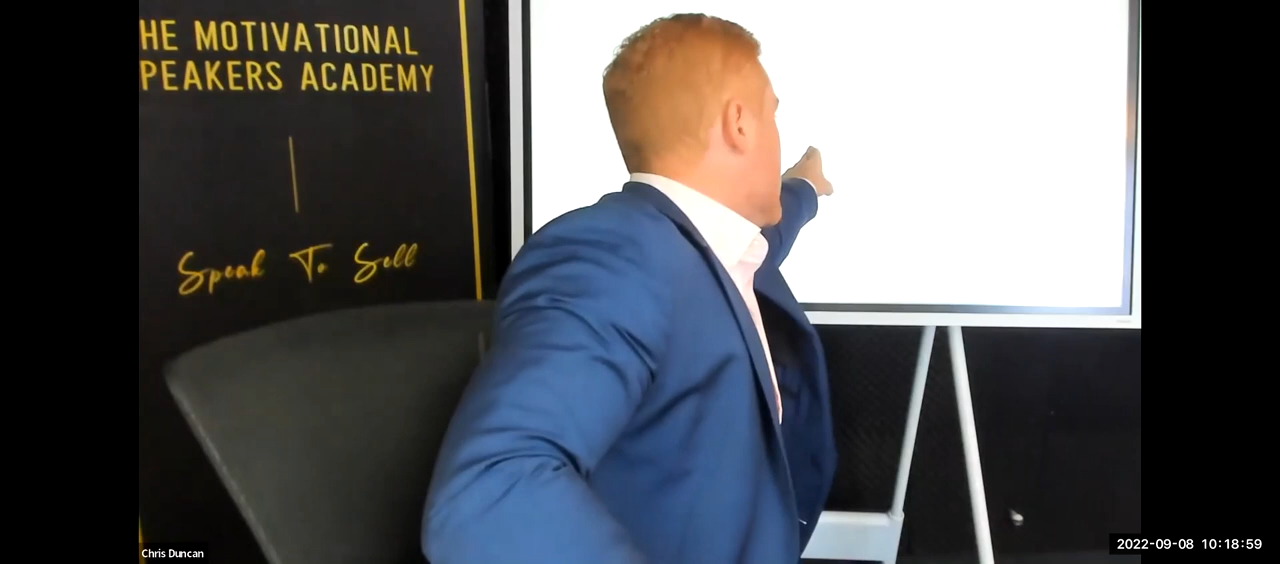 HE MOTIVATIONAL
PEAKERS ACADEMY
Speak To Sell
Chris Duncan
2022-09-08 10:18:59